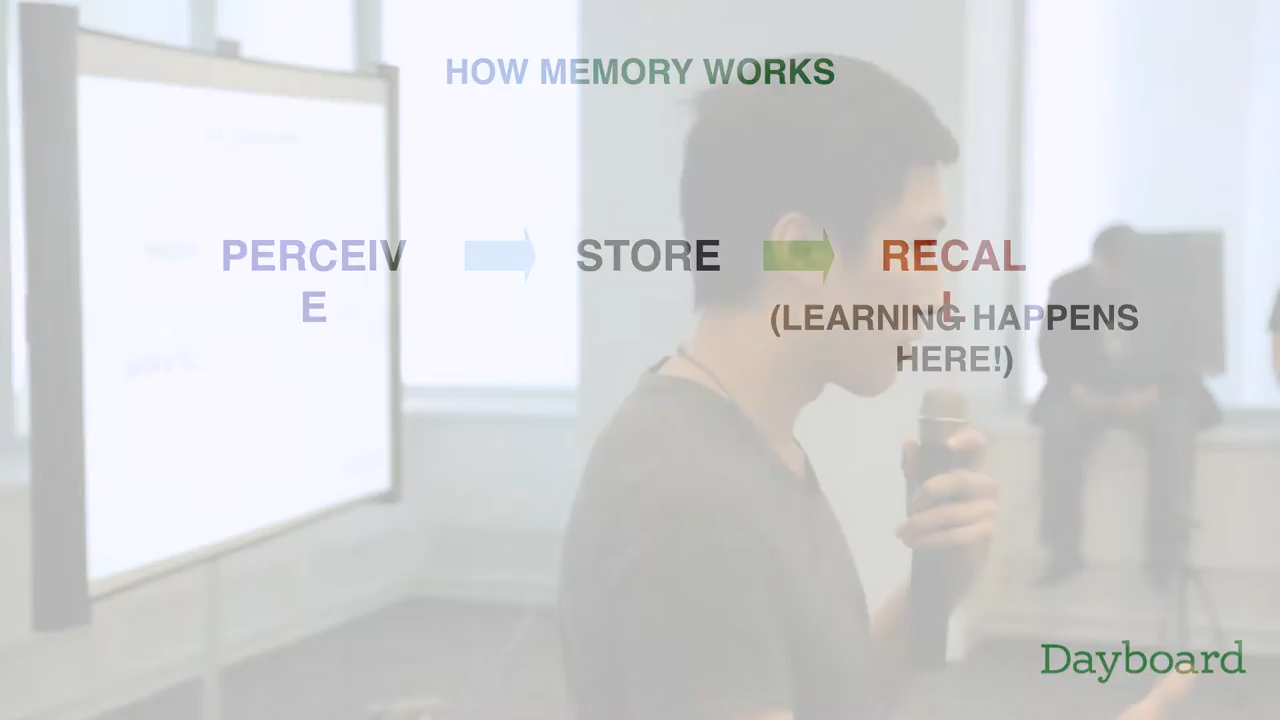 HOW MEMORY WORKS
PERCEIV
E
STORE
RECAL
L
(LEARNING HAPPENS
HERE!)
Dayboard